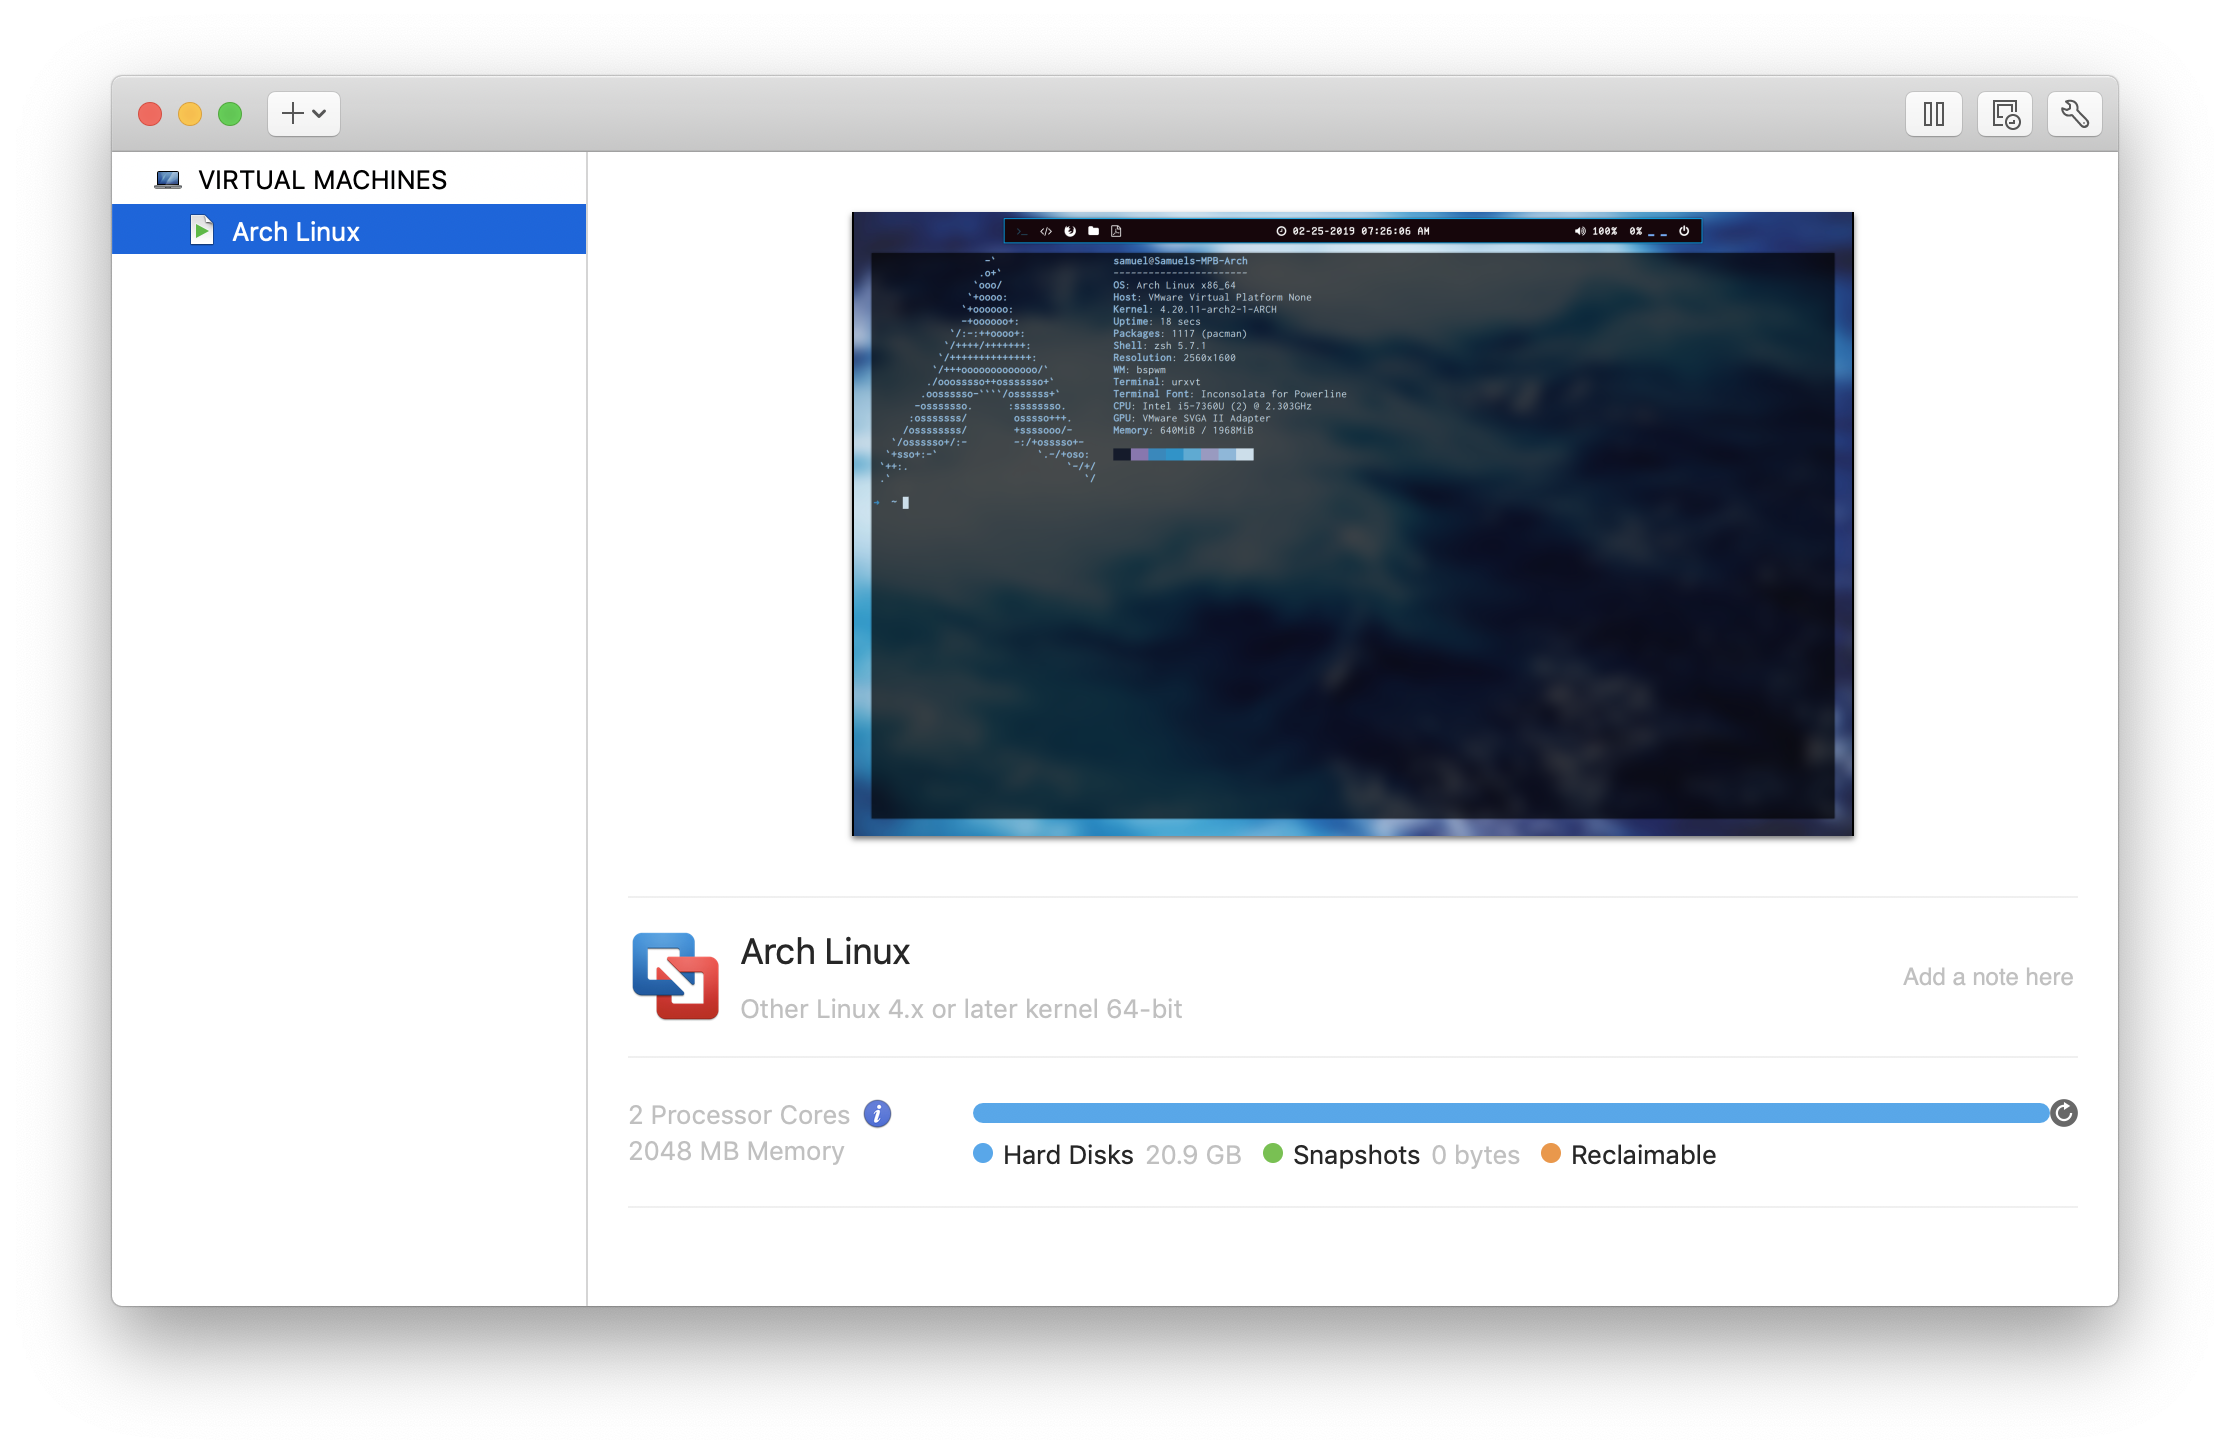 VIRTUAL MACHINES
Arch Linux
02-25-2019 07:26:06 AM
100% 0%
samuel@Samuels-MPB-Arch
-----------------------
OS: Arch Linux x86_64
Host: VMware Virtual Platform None
Kernel: 4.20.11-arch2-1-ARCH
Uptime: 18 secs
Packages: 1117 (pacman)
Shell: zsh 5.7.1
Resolution: 2560x1600
WM: bspwm
Terminal: urxvt
Terminal Font: Inconsolata for Powerline
CPU: Intel i5-7360U (2) @ 2.303GHz
GPU: VMware SVGA II Adapter
Memory: 640MiB / 1968MiB
~
Arch Linux
Other Linux 4.x or later kernel 64-bit
Add a note here
2 Processor Cores
2048 MB Memory
Hard Disks 20.9 GB Snapshots 0 bytes Reclaimable